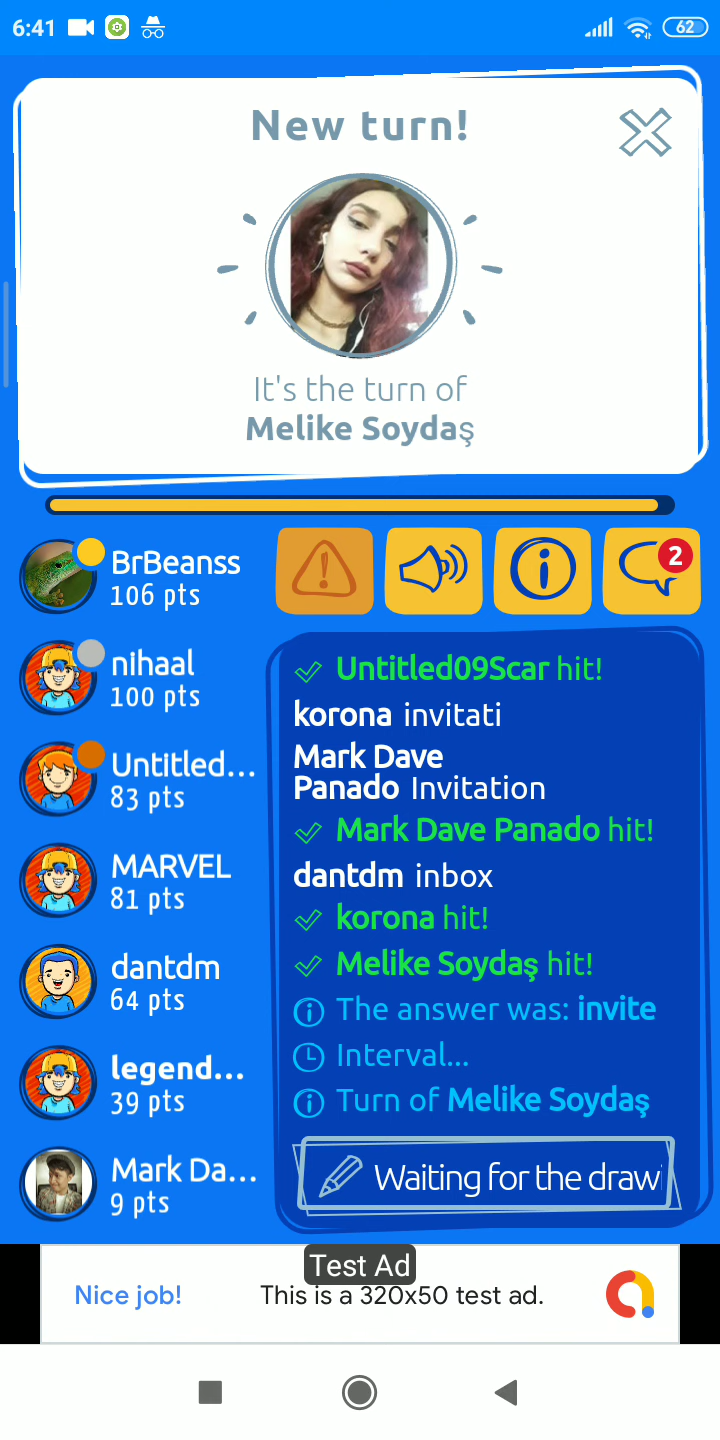 6:41
62
New turn!
It's the turn of
Melike Soydaş
BrBeanss
106 pts
nihaal
100 pts
Untitled...
83 pts
MARVEL
81 pts
dantdm
64 pts
legend...
39 pts
Mark Da...
9 pts
2
Untitled09Scar hit!
korona invitati
Mark Dave
Panado Invitation
Mark Dave Panado hit!
dantdm inbox
korona hit!
Melike Soydaş hit!
The answer was: invite
Interval...
Turn of Melike Soydaş
Waiting for the drawi
Test Ad
Nice job!
This is a 320x50 test ad.